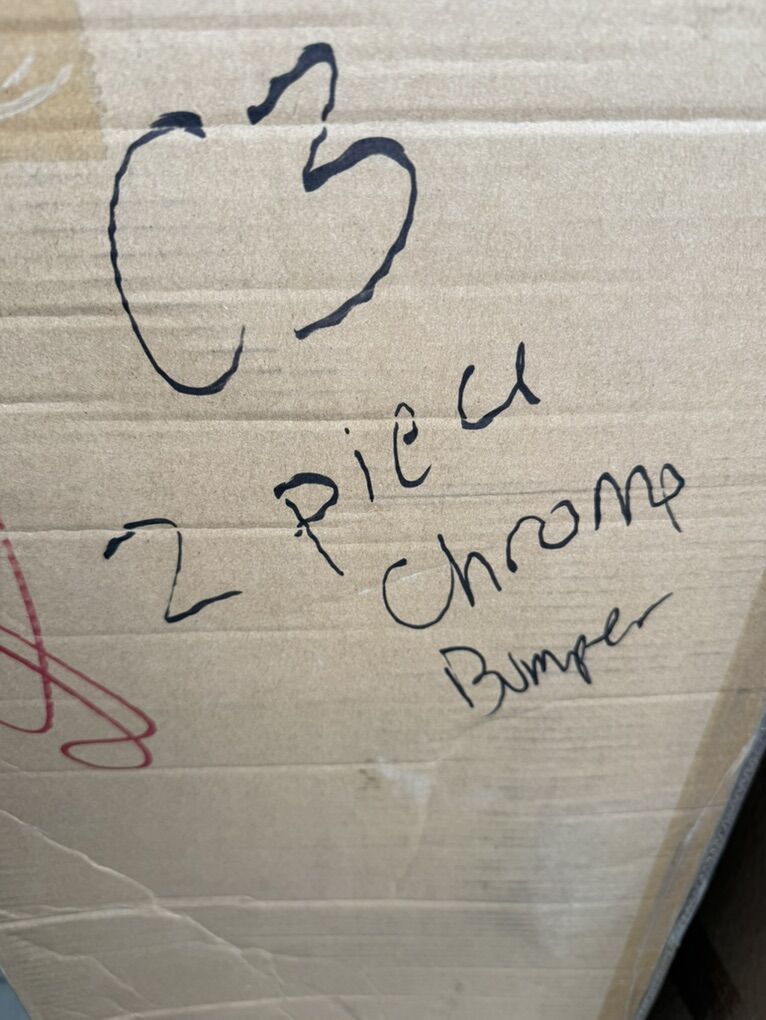 C3
2 Piece
Chrome
Bumper